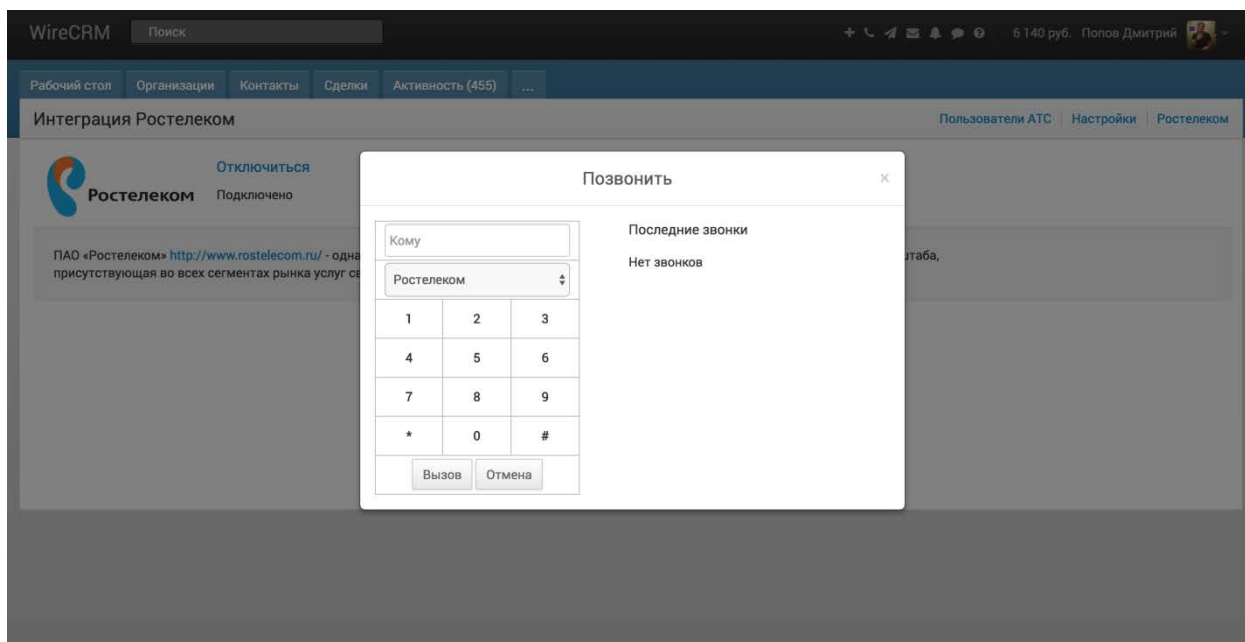 WireCRM Поиск 6 140 руб. Попов Дмитрий
Рабочий стол Организации Контакты Сделки Активность (455) ...
Интеграция Ростелеком Пользователи АТС Настройки Ростелеком
Ростелеком
Отключиться
Подключено
ПАО «Ростелеком» http://www.rostelecom.ru/ - одна
присутствующая во всех сегментах рынка услуг
Позвонить ×
Кому
Ростелеком
1 2 3
4 5 6
7 8 9
* 0 #
Вызов Отмена
Последние звонки
Нет звонков